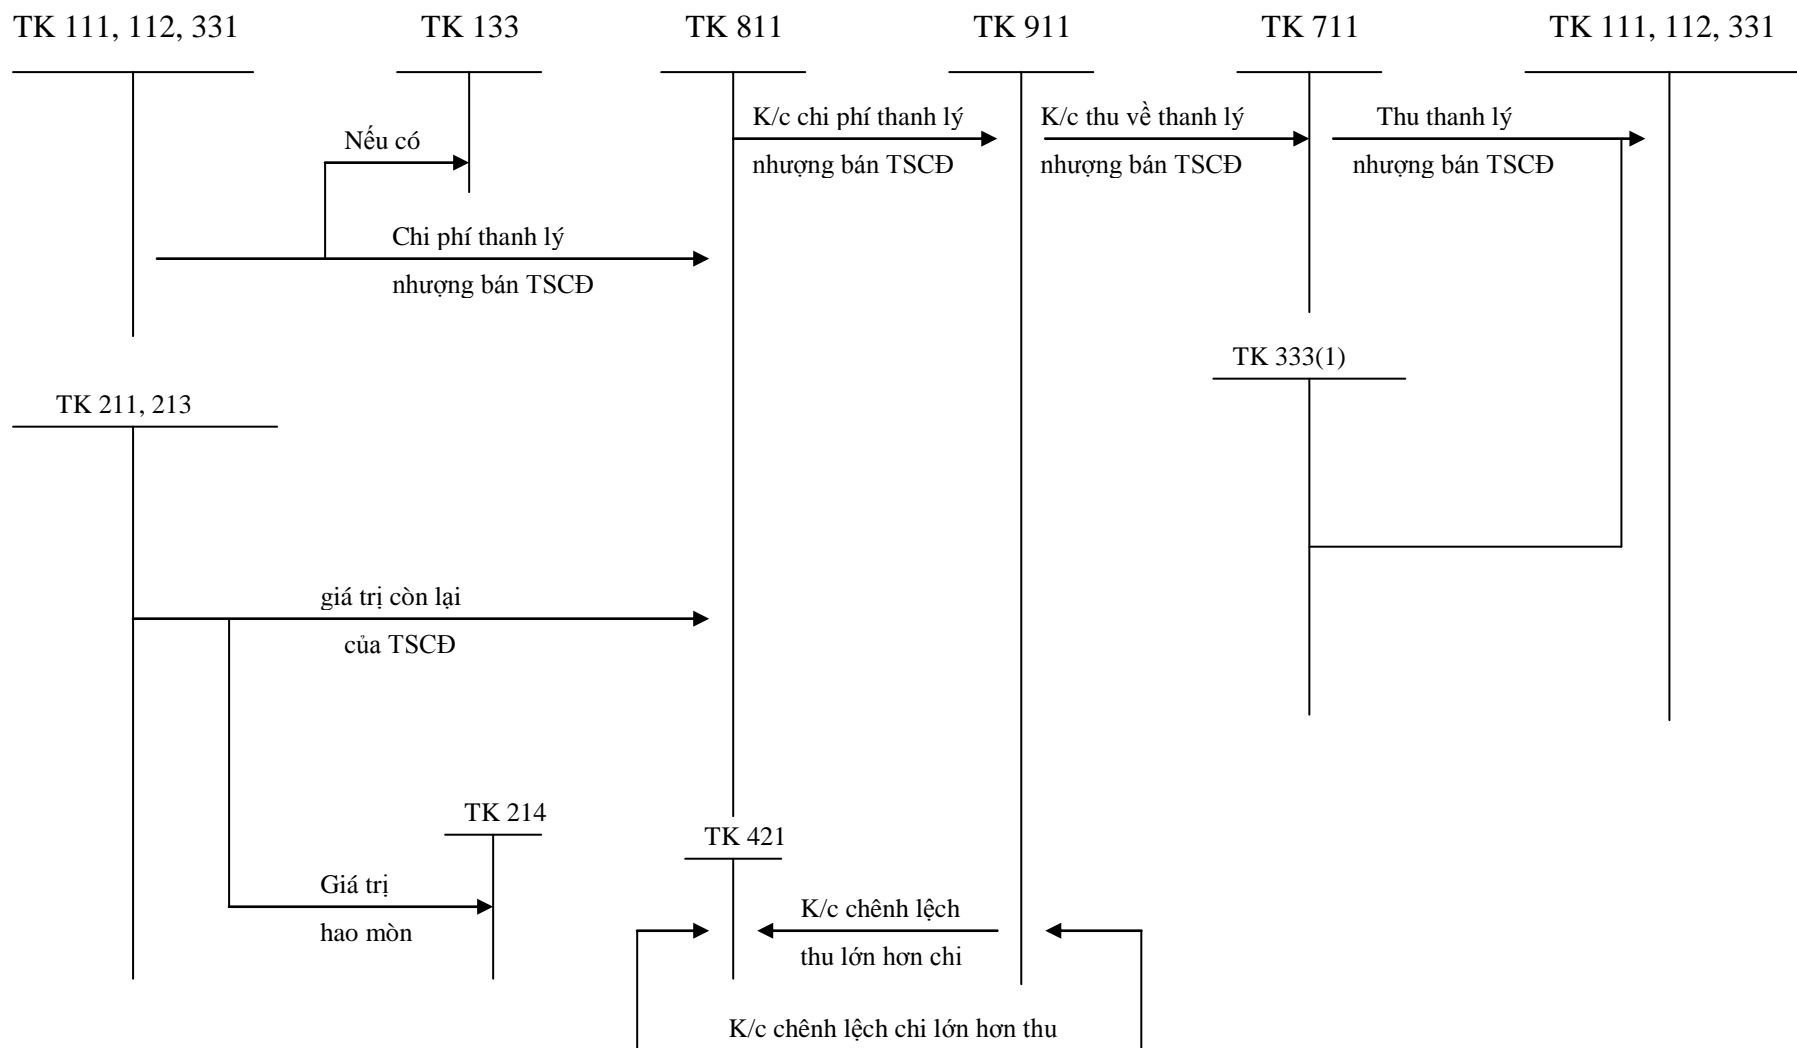 TK 111, 112, 331
TK 133
TK 811
TK 911
TK 711
TK 111, 112, 331
Nếu có
K/c chi phí thanh lý
nhượng bán TSCĐ
K/c thu về thanh lý
nhượng bán TSCĐ
Thu thanh lý
nhượng bán TSCĐ
Chi phí thanh lý
nhượng bán TSCĐ
TK 333(1)
TK 211, 213
giá trị còn lại
của TSCĐ
TK 214
TK 421
Giá trị
hao mòn
K/c chênh lệch
thu lớn hơn chi
K/c chênh lệch chi lớn hơn thu